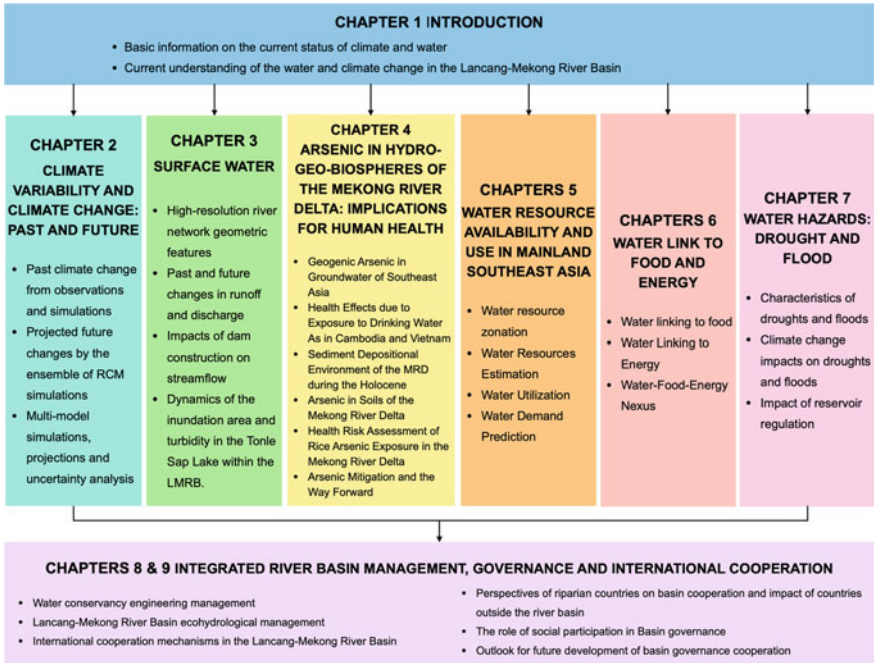 CHAPTER 1 INTRODUCTION
• Basic information on the current status of climate and water
• Current understanding of the water and climate change in the Lancang-Mekong River Basin
CHAPTER 2
CLIMATE
VARIABILITY AND
CLIMATE CHANGE:
PAST AND FUTURE
• Past climate change
from observations and
simulations
• Projected future
changes by the
ensemble of RCM
simulations
• Multi-model
simulations,
projections and
uncertainty analysis
CHAPTER 3
SURFACE WATER
• High-resolution river
network geometric
features
• Past and future
changes in runoff
and discharge
• Impacts of dam
construction on
streamflow
• Dynamics of the
inundation area and
turbidity in the Tonle
Sap Lake within the
LMRB.
CHAPTER 4
ARSENIC IN HYDRO-
GEO-BIOSPHERES OF
THE MEKONG RIVER
DELTA: IMPLICATIONS
FOR HUMAN HEALTH
• Geogenic Arsenic in
Groundwater of Southeast
Asia
• Health Effects due to
Exposure to Drinking Water
As in Cambodia and Vietnam
• Sediment Depositional
Environment of the MRD
during the Holocene
• Arsenic in Soils of the
Mekong River Delta
• Health Risk Assessment of
Rice Arsenic Exposure in the
Mekong River Delta
• Arsenic Mitigation and the
Way Forward
CHAPTERS 5
WATER RESOURCE
AVAILABILITY AND
USE IN MAINLAND
SOUTHEAST ASIA
• Water resource
zonation
• Water Resources
Estimation
• Water Utilization
• Water Demand
Prediction
CHAPTERS 6
WATER LINK TO
FOOD AND
ENERGY
• Water linking to food
• Water Linking to
Energy
• Water-Food-Energy
Nexus
CHAPTER 7
WATER HAZARDS:
DROUGHT AND
FLOOD
• Characteristics of
droughts and floods
• Climate change
impacts on droughts
and floods
• Impact of reservoir
regulation
CHAPTERS 8 & 9 INTEGRATED RIVER BASIN MANAGEMENT, GOVERNANCE AND INTERNATIONAL COOPERATION
• Water conservancy engineering management
• Lancang-Mekong River Basin ecohydrological management
• International cooperation mechanisms in the Lancang-Mekong River Basin
• Perspectives of riparian countries on basin cooperation and impact of countries
outside the river basin
• The role of social participation in Basin governance
• Outlook for future development of basin governance cooperation